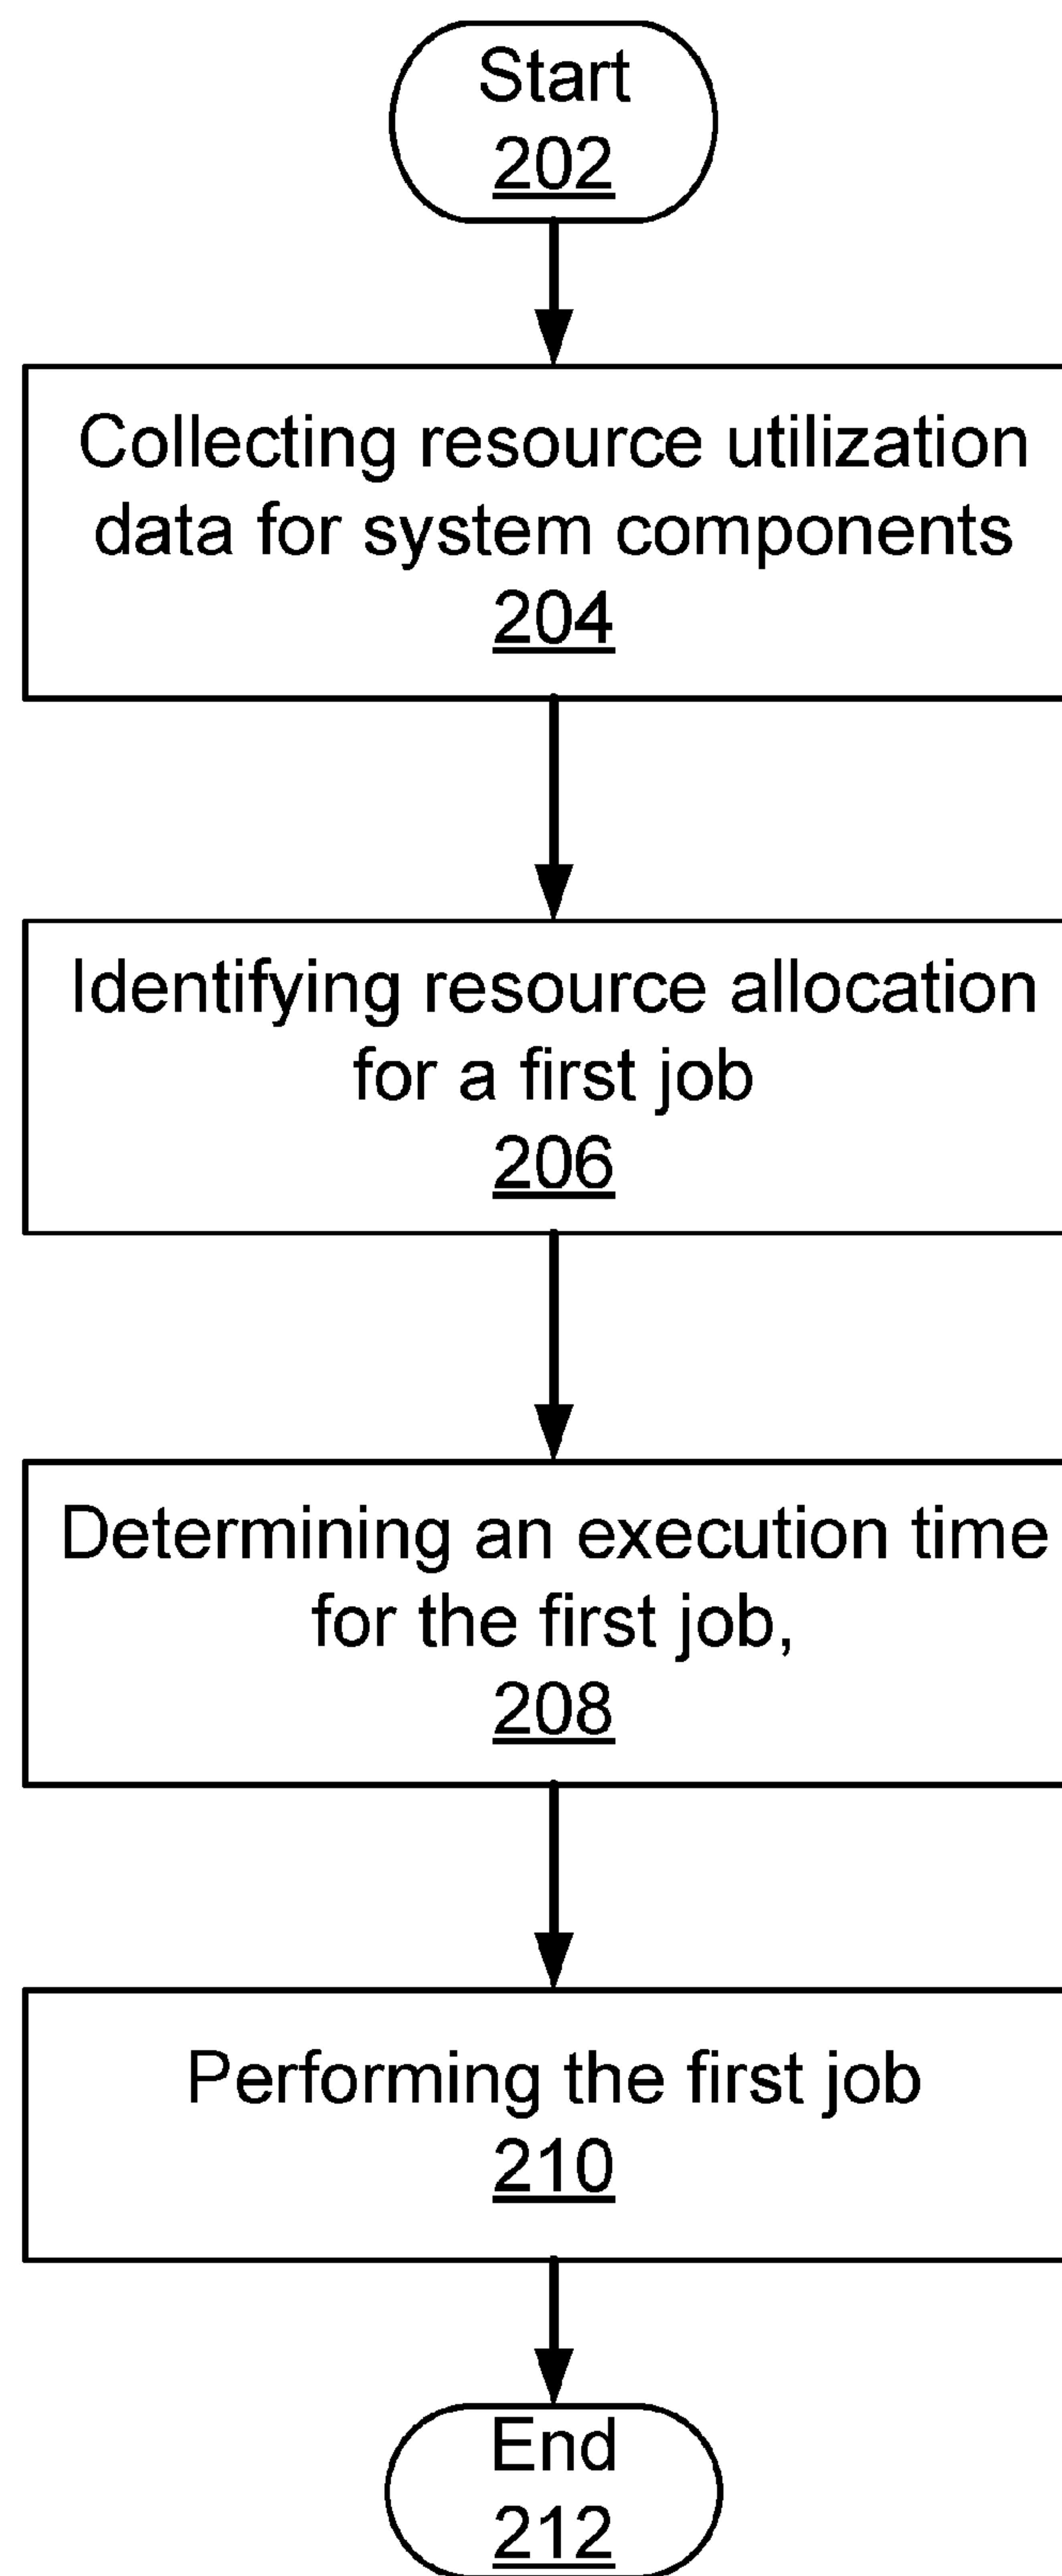 Start
202
Collecting resource utilization
data for system components
204
Identifying resource allocation
for a first job
206
Determining an execution time
for the first job,
208
Performing the first job
210
End
212